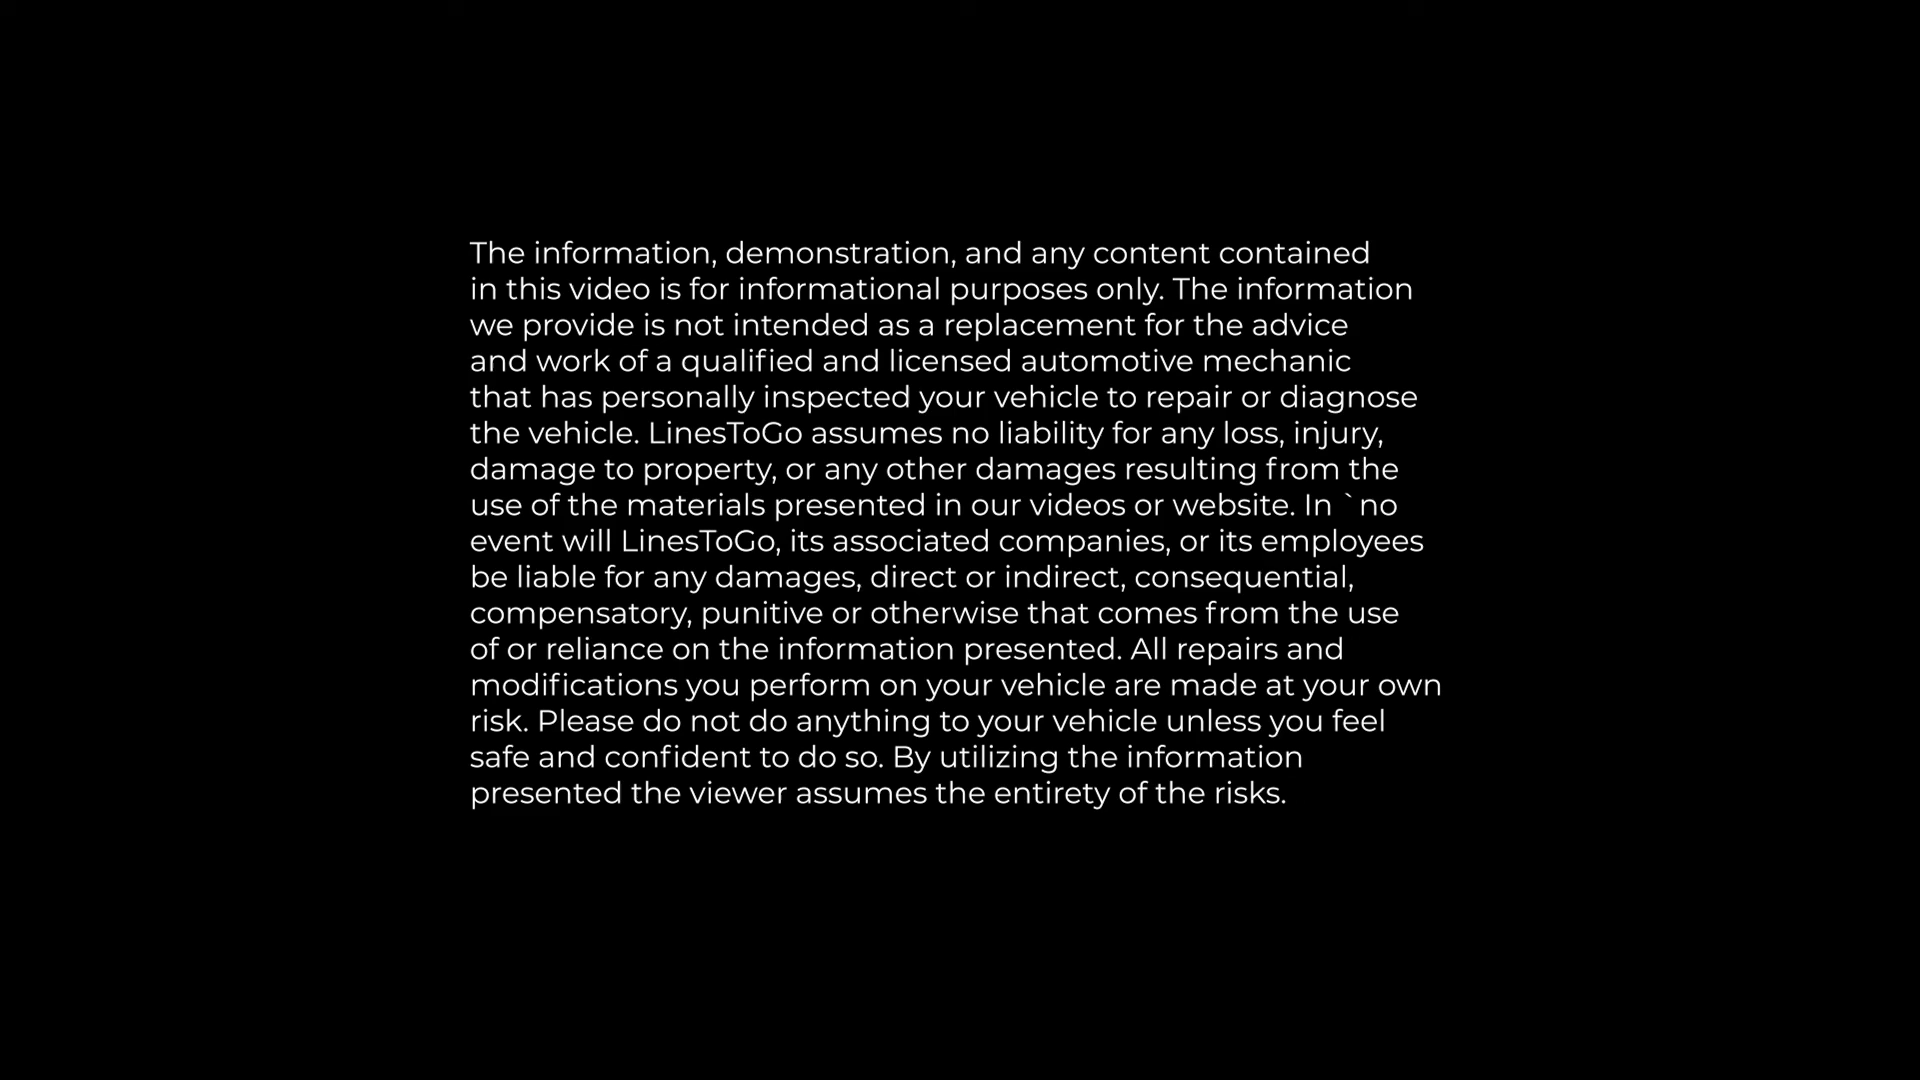 The information, demonstration, and any content contained
in this video is for informational purposes only. The information
we provide is not intended as a replacement for the advice
and work of a qualified and licensed automotive mechanic
that has personally inspected your vehicle to repair or diagnose
the vehicle. LinesToGo assumes no liability for any loss, injury,
damage to property, or any other damages resulting from the
use of the materials presented in our videos or website. In `no
event will LinesToGo, its associated companies, or its employees
be liable for any damages, direct or indirect, consequential,
compensatory, punitive or otherwise that comes from the use
of or reliance on the information presented. All repairs and
modifications you perform on your vehicle are made at your own
risk. Please do not do anything to your vehicle unless you feel
safe and confident to do so. By utilizing the information
presented the viewer assumes the entirety of the risks.